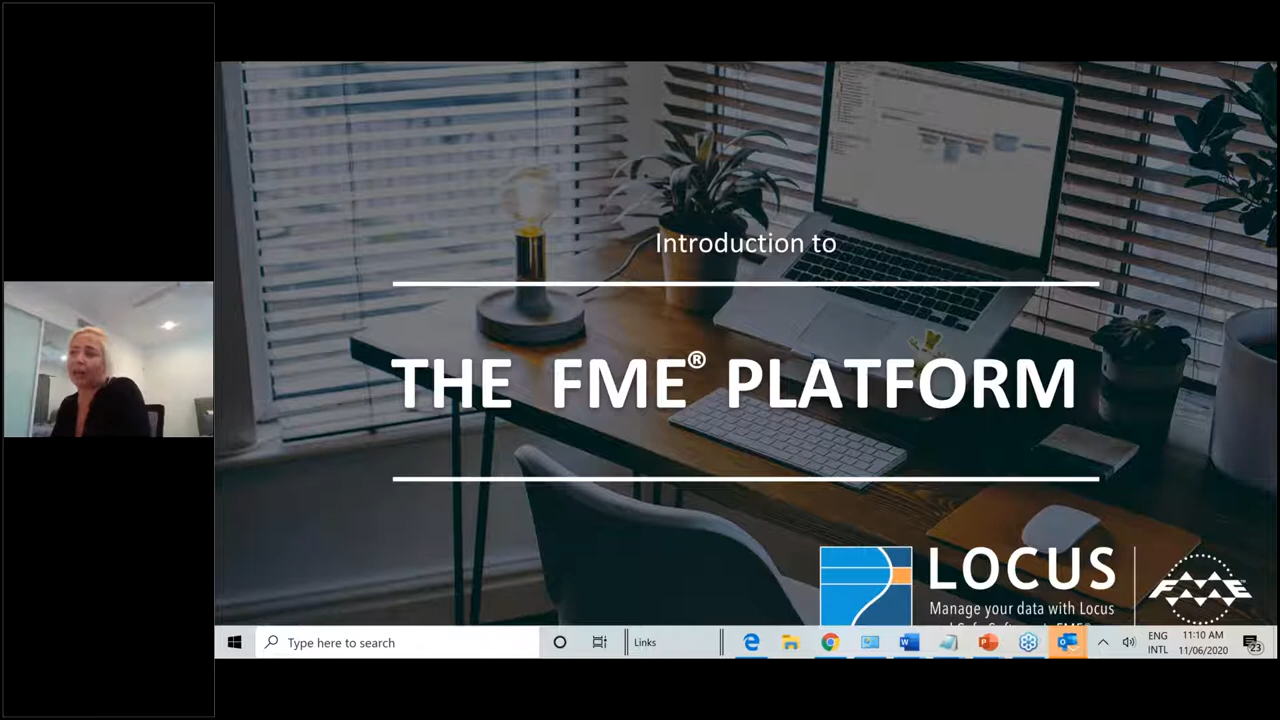 Introduction to
THE FME® PLATFORM
LOCUS
Manage your data with Locus
FME
Type here to search
Links
ENG
INTL
11:10 AM
11/06/2020
23